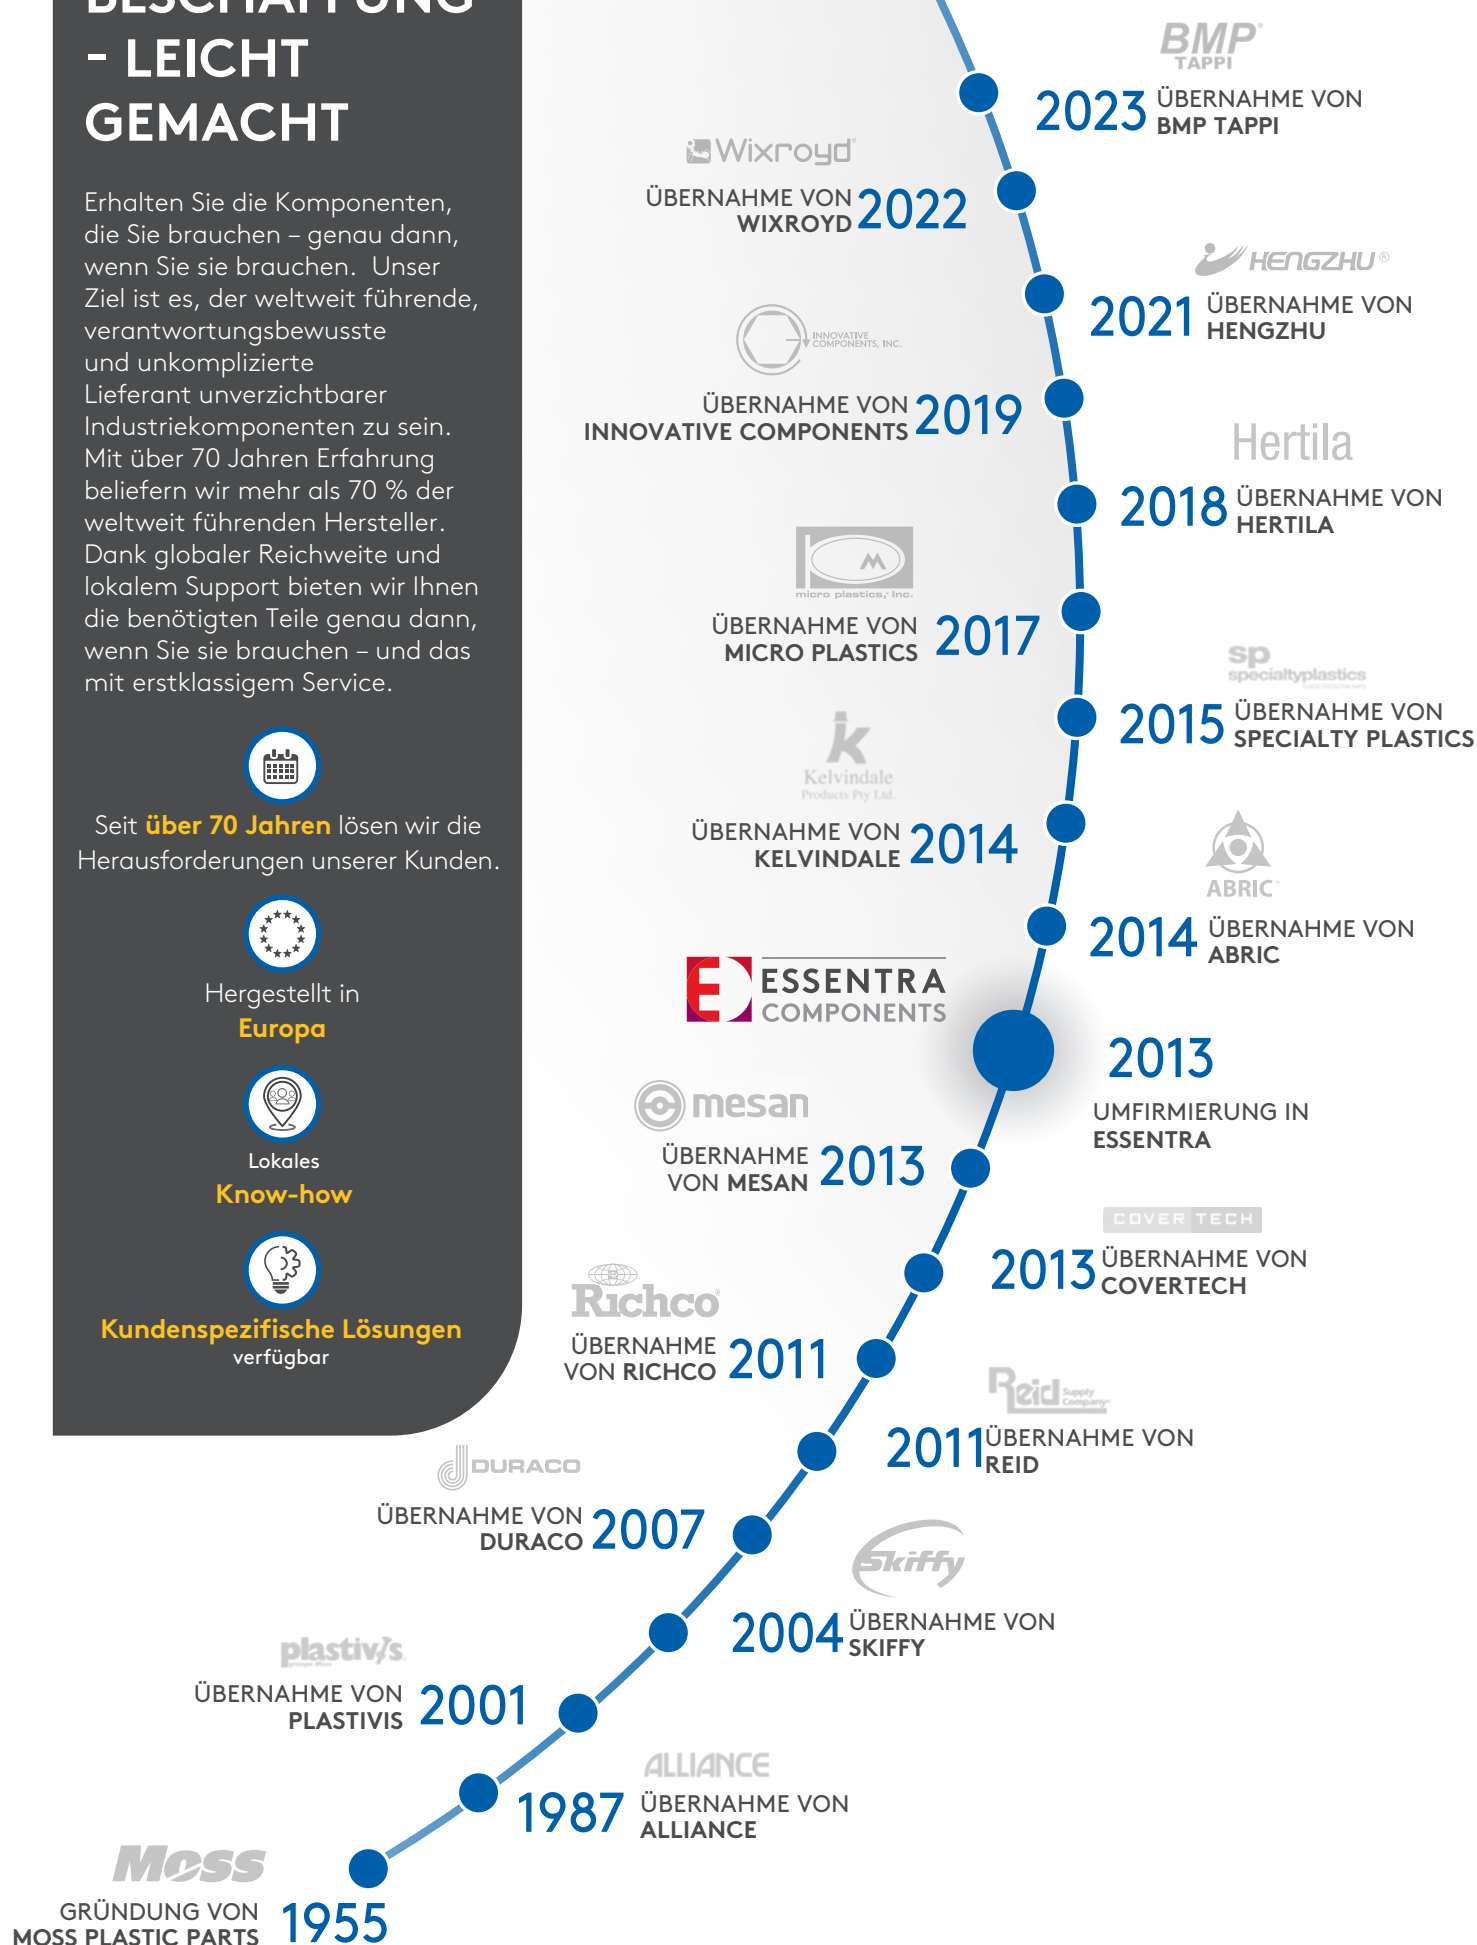 BESCHAFFUNG
- LEICHT
GEMACHT
Erhalten Sie die Komponenten,
die Sie brauchen – genau dann,
wenn Sie sie brauchen. Unser
Ziel ist es, der weltweit führende,
verantwortungsbewusste
und unkomplizierte
Lieferant unverzichtbarer
Industriekomponenten zu sein.
Mit über 70 Jahren Erfahrung
beliefern wir mehr als 70 % der
weltweit führenden Hersteller.
Dank globaler Reichweite und
lokalem Support bieten wir Ihnen
die benötigten Teile genau dann,
wenn Sie sie brauchen – und das
mit erstklassigem Service.
Seit über 70 Jahren lösen wir die
Herausforderungen unserer Kunden.
Hergestellt in
Europa
Lokales
Know-how
Kundenspezifische Lösungen
verfügbar
BMP®
TAPPI
2023 ÜBERNAHME VON
BMP TAPPI
Wixroyd®
ÜBERNAHME VON
WIXROYD 2022
HENGZHU®
2021 ÜBERNAHME VON
HENGZHU
INNOVATIVE
COMPONENTS, INC.
ÜBERNAHME VON
INNOVATIVE COMPONENTS 2019
Hertila
2018 ÜBERNAHME VON
HERTILA
micro plastics, Inc.
ÜBERNAHME VON
MICRO PLASTICS 2017
sp
specialtyplastics
2015 ÜBERNAHME VON
SPECIALTY PLASTICS
k
Kelvindale
Products Pty Ltd.
ÜBERNAHME VON
KELVINDALE 2014
ABRIC™
2014 ÜBERNAHME VON
ABRIC
ESSENTRA
COMPONENTS
2013
UMFIRMIERUNG IN
ESSENTRA
mesan
ÜBERNAHME
VON MESAN 2013
COVER TECH
2013 ÜBERNAHME VON
COVERTECH
Richco®
ÜBERNAHME
VON RICHCO 2011
Reid Supply
Company
2011 ÜBERNAHME VON
REID
DURACO
ÜBERNAHME VON
DURACO 2007
Skiffy
2004 ÜBERNAHME VON
SKIFFY
plastivis
groupe Moss
ÜBERNAHME VON
PLASTIVIS 2001
ALLIANCE
1987 ÜBERNAHME VON
ALLIANCE
Moss
GRÜNDUNG VON
MOSS PLASTIC PARTS 1955